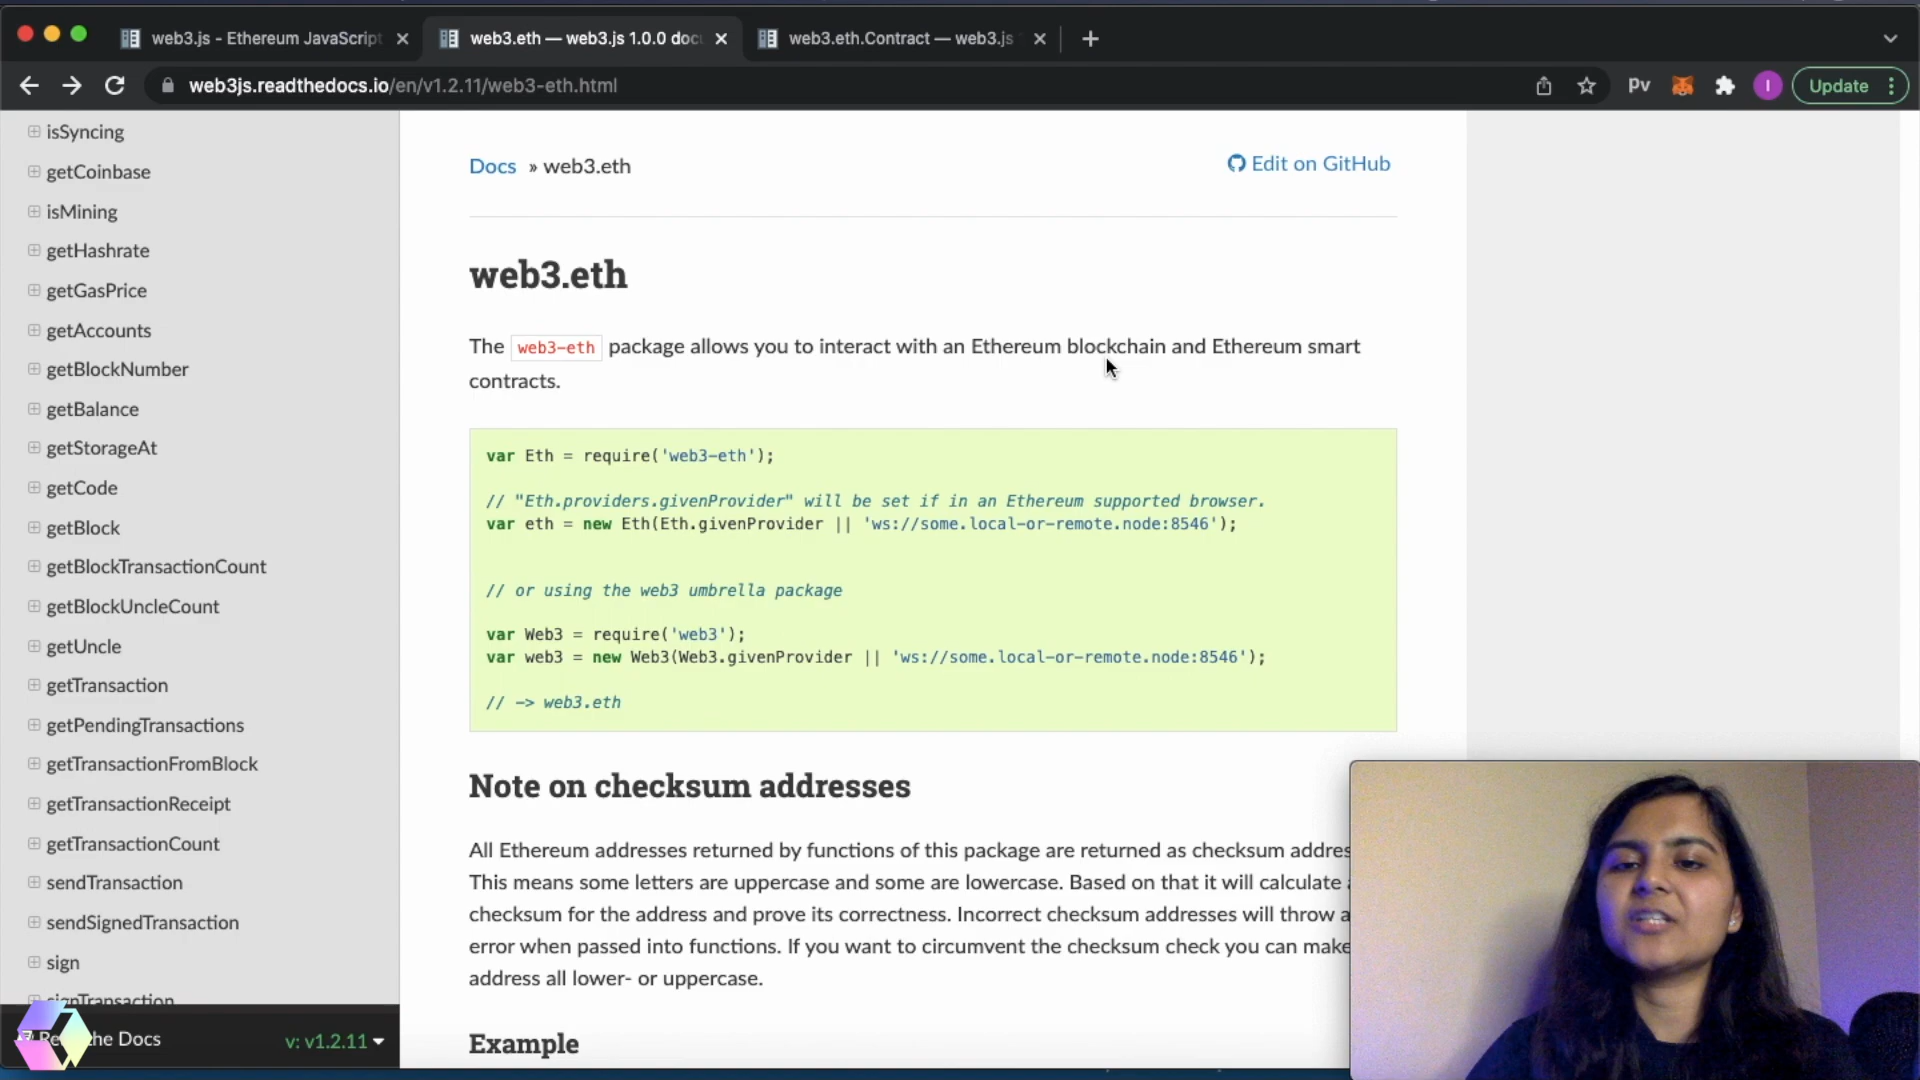 web3.js - Ethereum JavaScript
web3.eth — web3.js 1.0.0 doc
web3.eth.Contract — web3.js
web3js.readthedocs.io/en/v1.2.11/web3-eth.html
Pv
I
Update
isSyncing
getCoinbase
isMining
getHashrate
getGasPrice
getAccounts
getBlockNumber
getBalance
getStorageAt
getCode
getBlock
getBlockTransactionCount
getBlockUncleCount
getUncle
getTransaction
getPendingTransactions
getTransactionFromBlock
getTransactionReceipt
getTransactionCount
sendTransaction
sendSignedTransaction
sign
signTransaction
the Docs
v: v1.2.11
Docs » web3.eth
Edit on GitHub
web3.eth
The web3-eth package allows you to interact with an Ethereum blockchain and Ethereum smart
contracts.
var Eth = require('web3-eth');
// "Eth.providers.givenProvider" will be set if in an Ethereum supported browser.
var eth = new Eth(Eth.givenProvider || 'ws://some.local-or-remote.node:8546');
// or using the web3 umbrella package
var Web3 = require('web3');
var web3 = new Web3(Web3.givenProvider || 'ws://some.local-or-remote.node:8546');
// -> web3.eth
Note on checksum addresses
All Ethereum addresses returned by functions of this package are returned as checksum addres
This means some letters are uppercase and some are lowercase. Based on that it will calculate
checksum for the address and prove its correctness. Incorrect checksum addresses will throw a
error when passed into functions. If you want to circumvent the checksum check you can make
address all lower- or uppercase.
Example